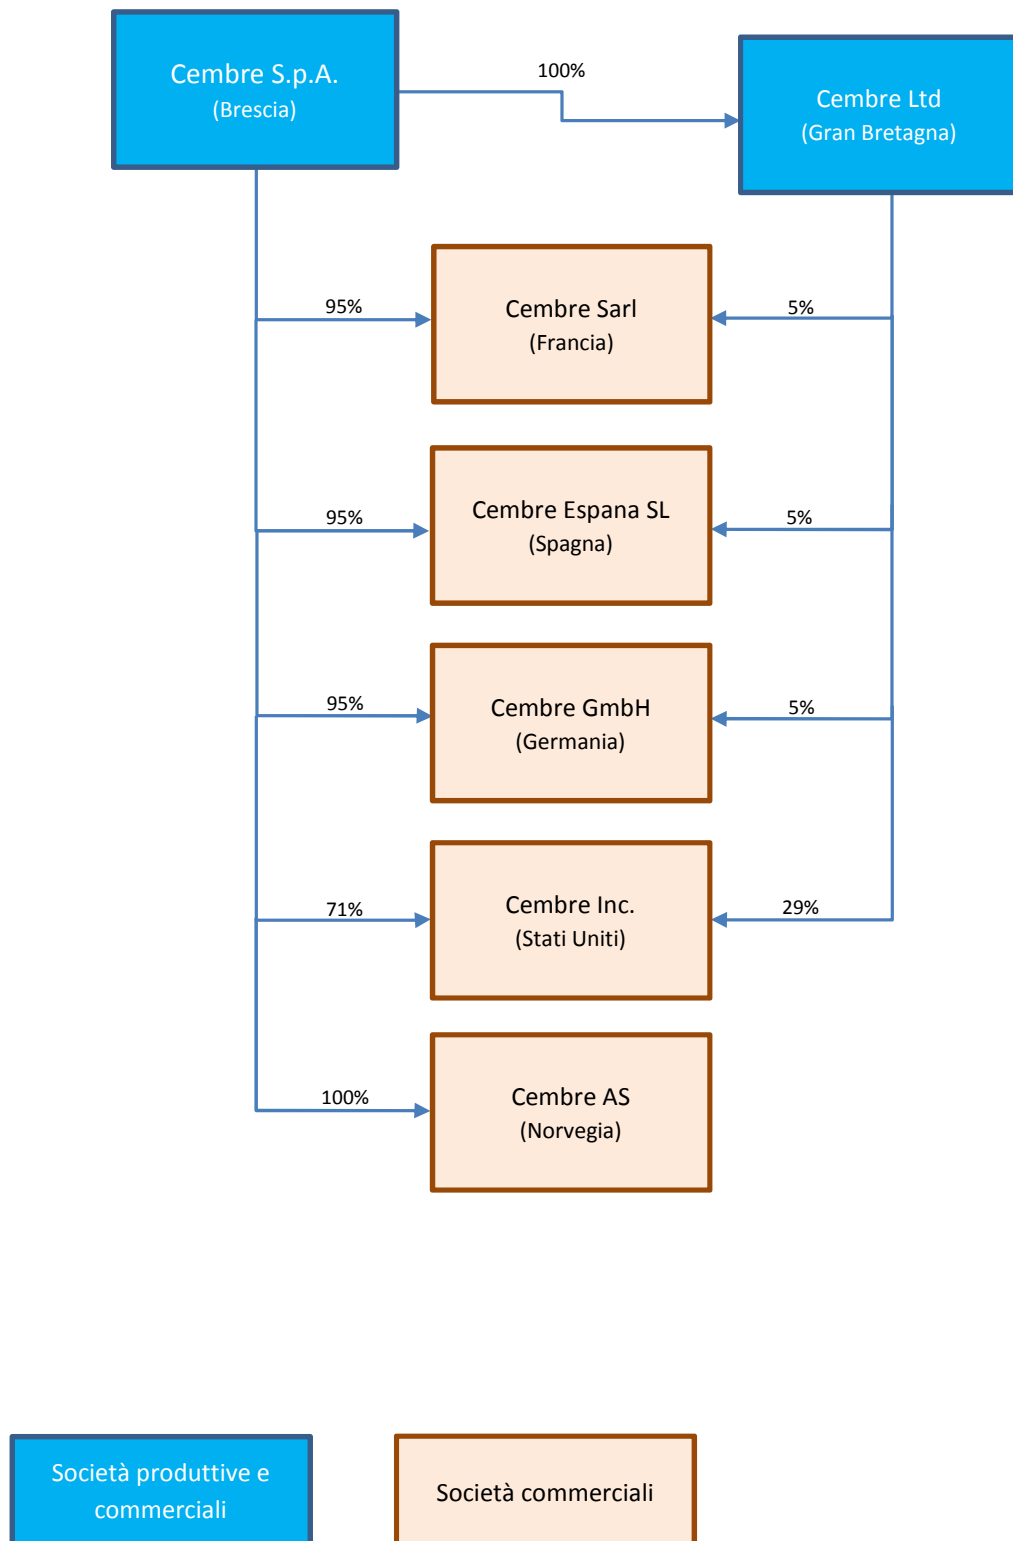 Cembre S.p.A.
(Brescia)
100%
Cembre Ltd
(Gran Bretagna)
95%
Cembre Sarl
(Francia)
5%
95%
Cembre Espana SL
(Spagna)
5%
95%
Cembre GmbH
(Germania)
5%
71%
Cembre Inc.
(Stati Uniti)
29%
100%
Cembre AS
(Norvegia)
Società produttive e
commerciali
Società commerciali